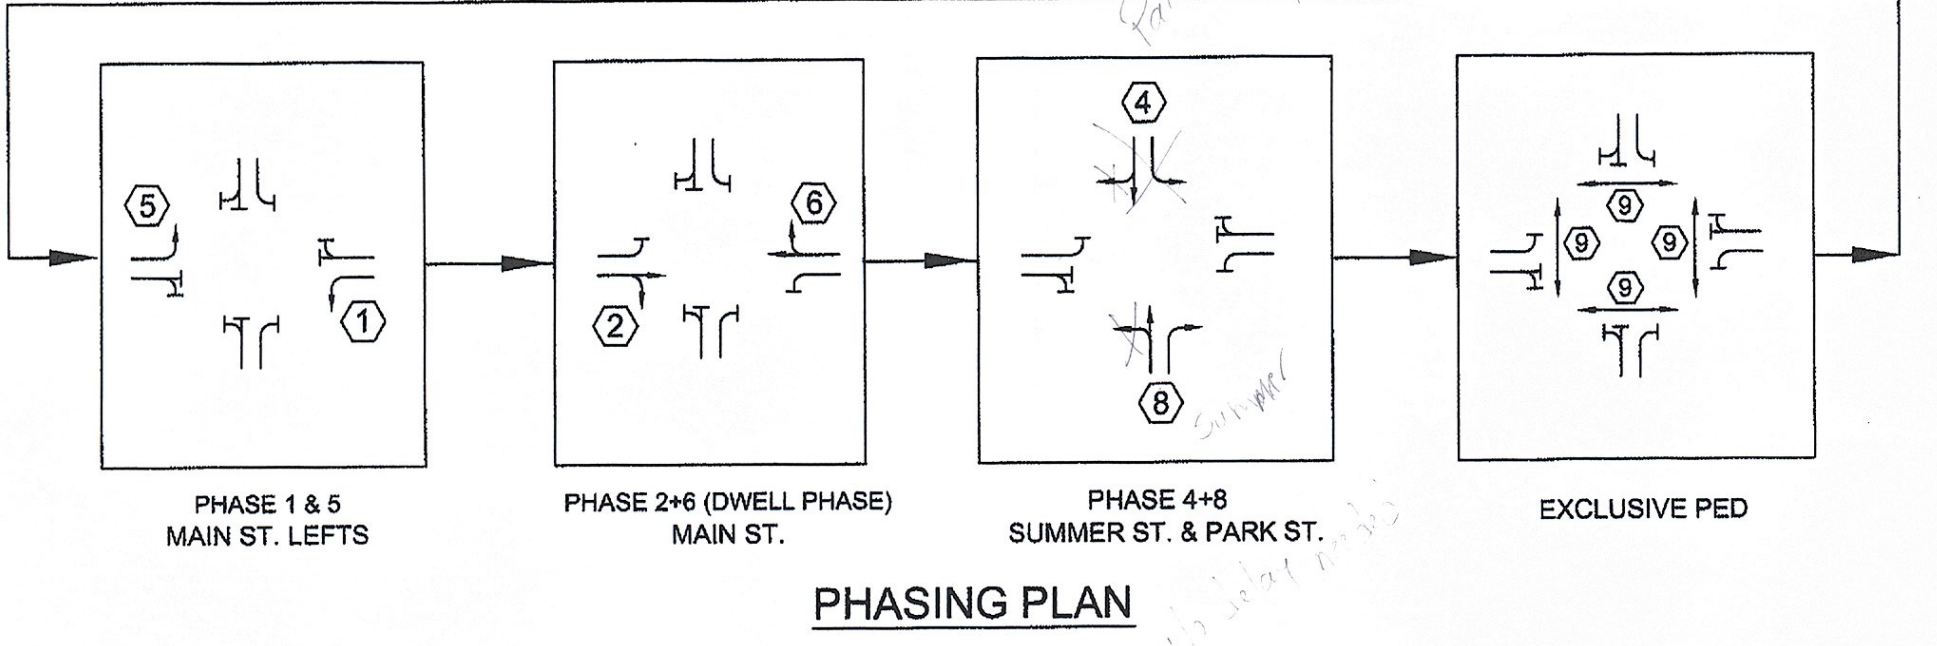 5
1
PHASE 1 & 5
MAIN ST. LEFTS
6
2
PHASE 2+6 (DWELL PHASE)
MAIN ST.
4
8
Summer
PHASE 4+8
SUMMER ST. & PARK ST.
9
9
9
9
EXCLUSIVE PED
delay
PHASING PLAN